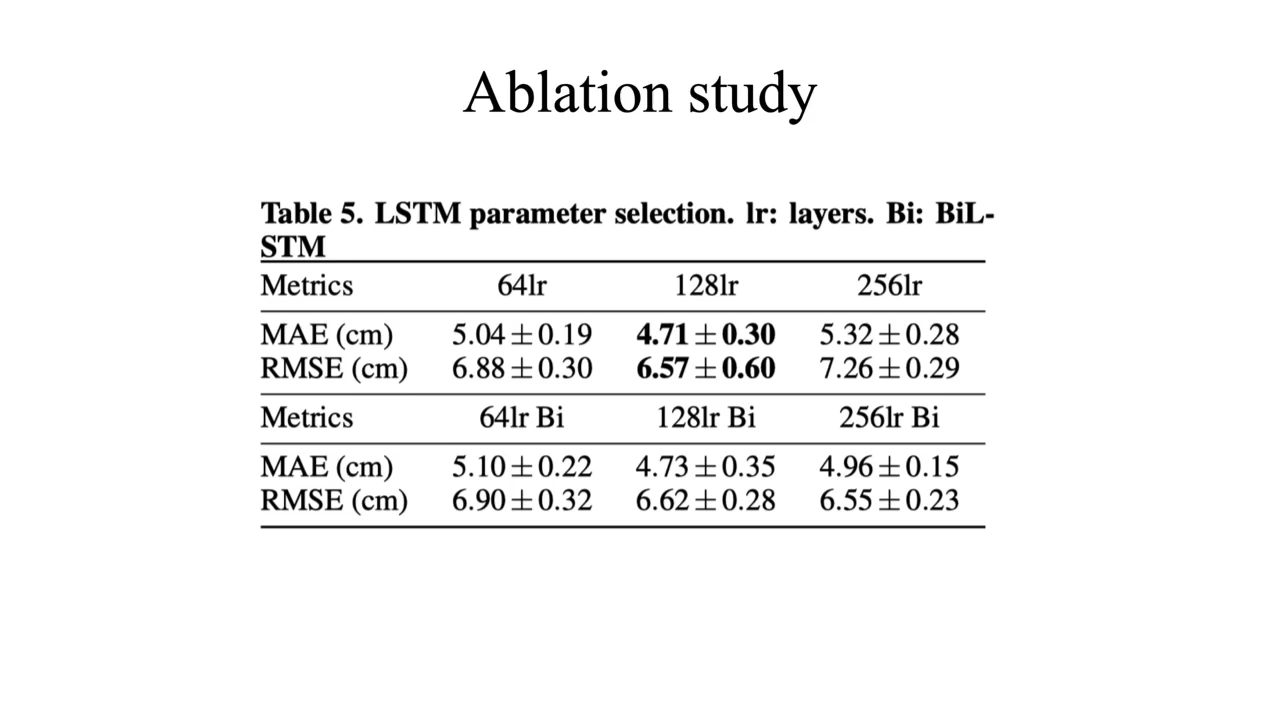 Ablation study
Table 5. LSTM parameter selection. lr: layers. Bi: BiL-
STM
Metrics 64lr 128lr 256lr
MAE (cm) 5.04±0.19 4.71±0.30 5.32±0.28
RMSE (cm) 6.88±0.30 6.57±0.60 7.26±0.29
Metrics 64lr Bi 128lr Bi 256lr Bi
MAE (cm) 5.10±0.22 4.73±0.35 4.96±0.15
RMSE (cm) 6.90±0.32 6.62±0.28 6.55±0.23